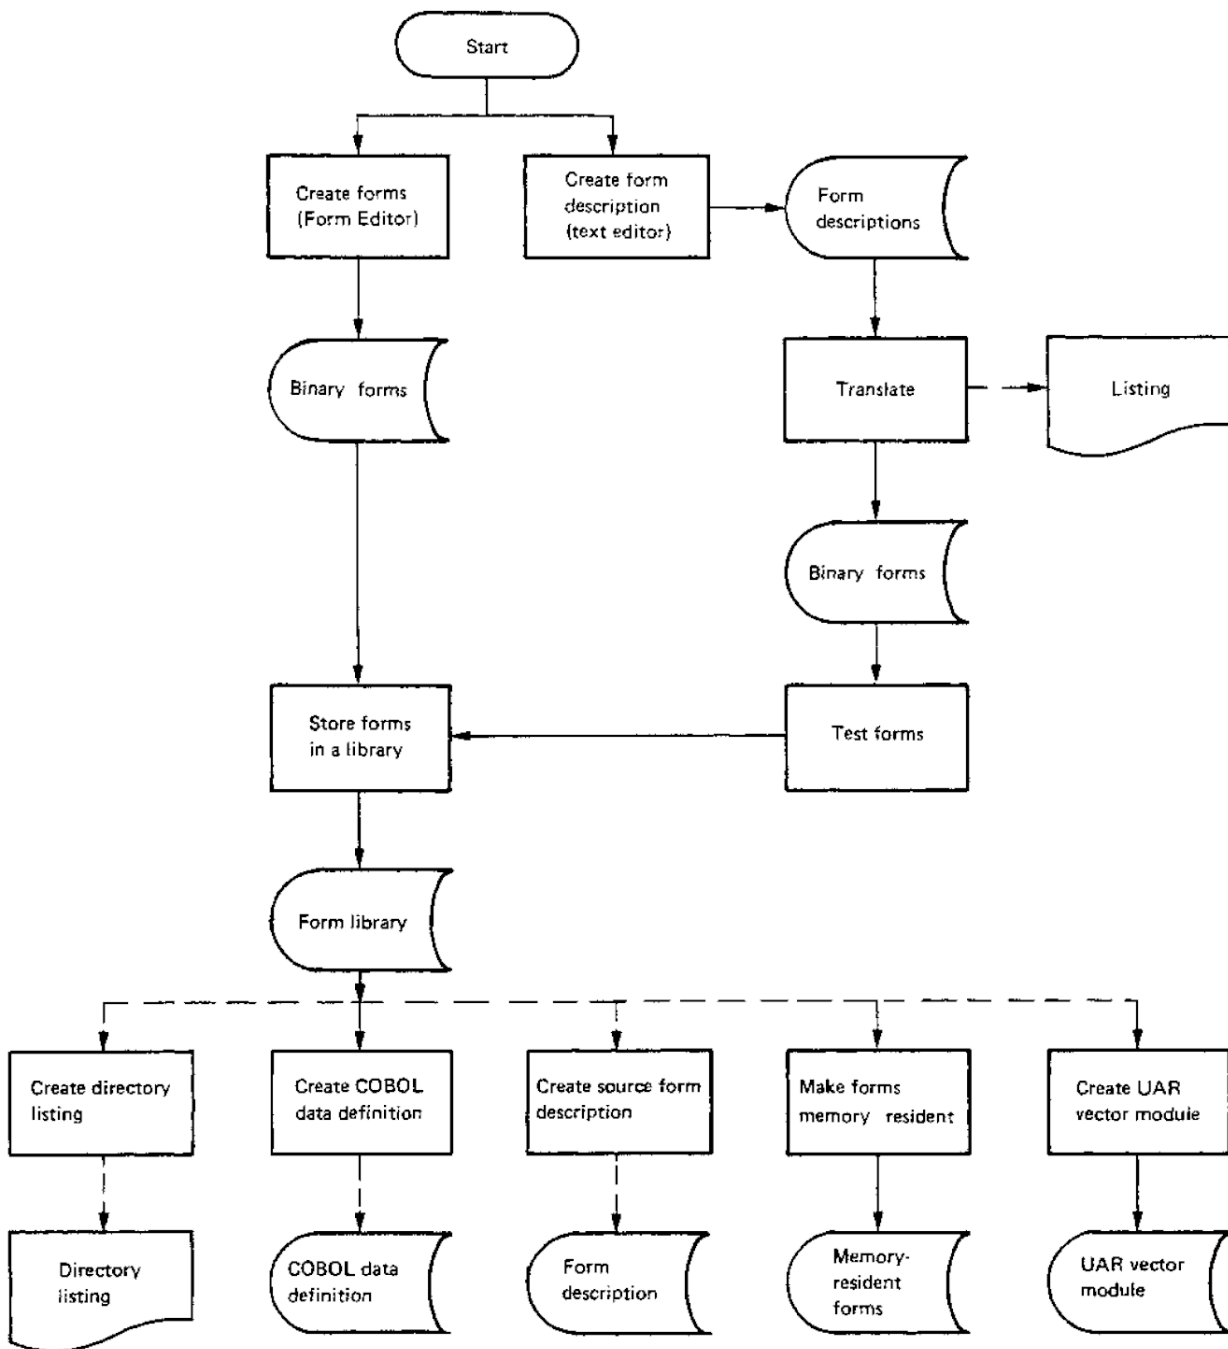 Start
Create forms
(Form Editor)
Create form
description
(text editor)
Form
descriptions
Binary forms
Translate
Listing
Binary forms
Store forms
in a library
Test forms
Form library
Create directory
listing
Create COBOL
data definition
Create source form
description
Make forms
memory resident
Create UAR
vector module
Directory
listing
COBOL data
definition
Form
description
Memory-
resident
forms
UAR vector
module